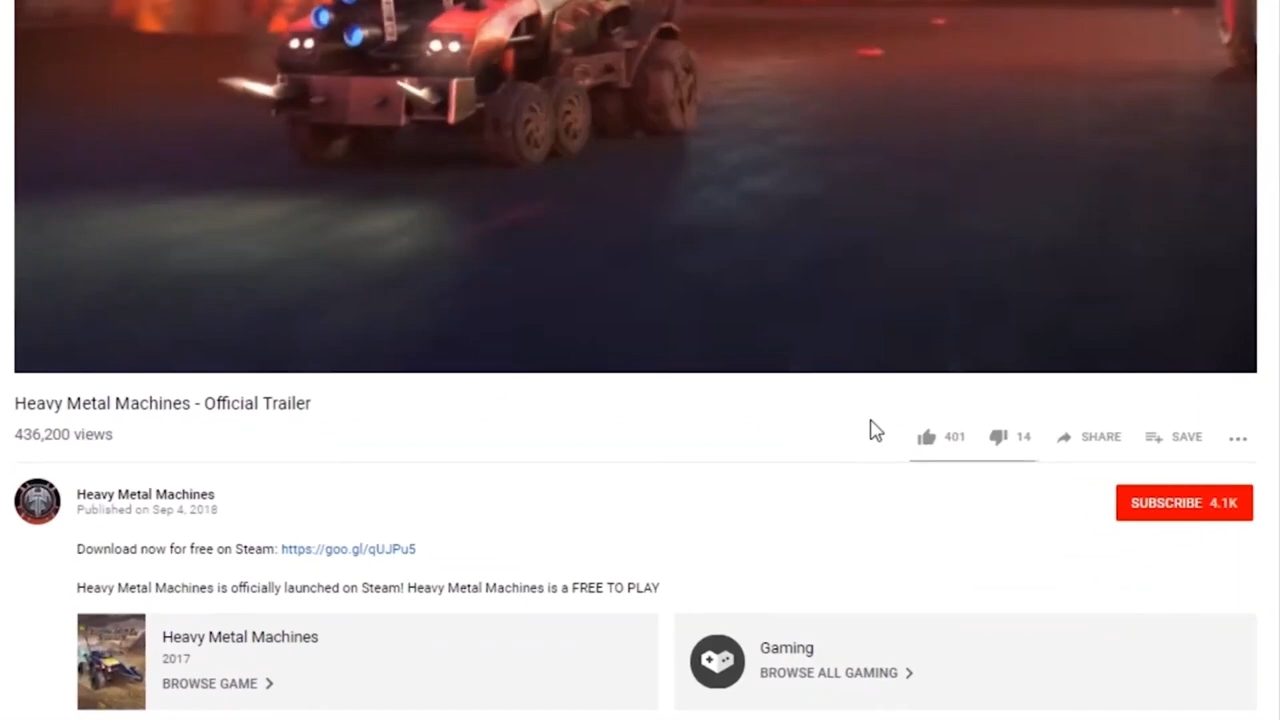 Heavy Metal Machines - Official Trailer
436,200 views
401 14 SHARE SAVE
Heavy Metal Machines
Published on Sep 4, 2018
SUBSCRIBE 4.1K
Download now for free on Steam: https://goo.gl/qUJPu5
Heavy Metal Machines is officially launched on Steam! Heavy Metal Machines is a FREE TO PLAY
Heavy Metal Machines
2017
BROWSE GAME
Gaming
BROWSE ALL GAMING